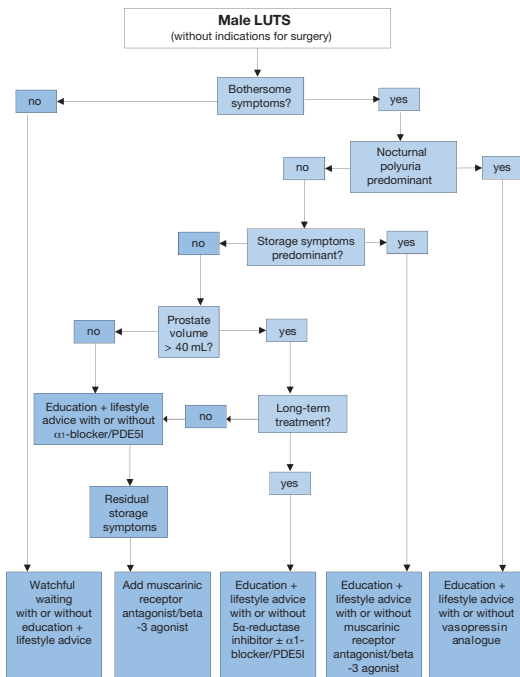 Male LUTS
(without indications for surgery)
no
Bothersome
symptoms?
yes
no
Nocturnal
polyuria
predominant
yes
no
Storage symptoms
predominant?
yes
no
Prostate
volume
> 40 mL?
yes
Education + lifestyle
advice with or without
α1-blocker/PDE5I
no
Long-term
treatment?
yes
Residual
storage
symptoms
Watchful
waiting
with or without
education +
lifestyle advice
Add muscarinic
receptor
antagonist/beta
-3 agonist
Education +
lifestyle advice
with or without
5α-reductase
inhibitor ± α1-
blocker/PDE5I
Education +
lifestyle advice
with or without
muscarinic
receptor
antagonist/beta
-3 agonist
Education +
lifestyle advice
with or without
vasopressin
analogue